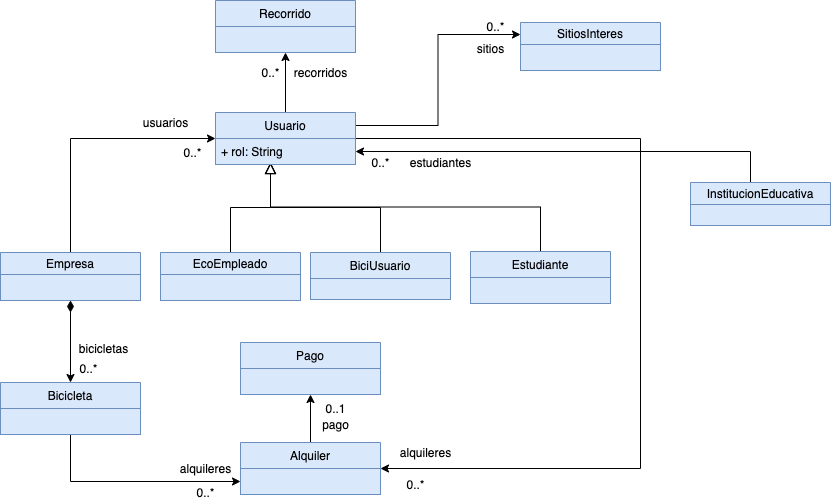 Recorrido
0..*
recorridos
0..*
sitios
SitiosInteres
usuarios
0..*
Usuario
+ rol: String
0..*
estudiantes
InstitucionEducativa
Empresa
EcoEmpleado
BiciUsuario
Estudiante
bicicletas
0..*
Pago
0..1
pago
Bicicleta
alquileres
0..*
Alquiler
alquileres
0..*